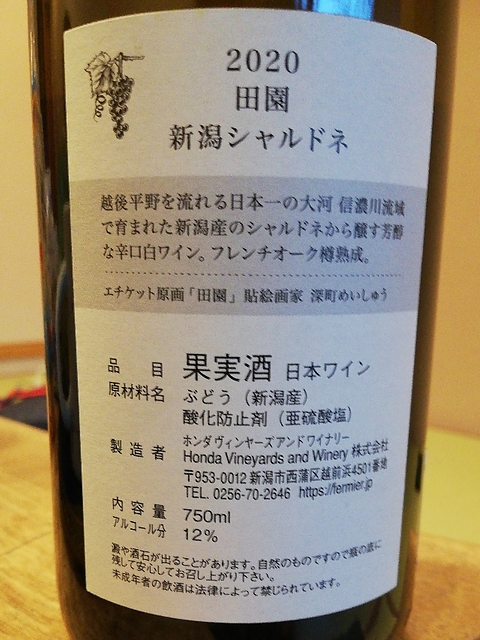 2020
田園
新潟シャルドネ
越後平野を流れる日本一の大河 信濃川流域
で育まれた新潟産のシャルドネから醸す芳醇
な辛口白ワイン。フレンチオーク樽熟成。
エチケット原画「田園」貼絵画家 深町めいしゅう
品目 果実酒 日本ワイン
原材料名 ぶどう（新潟産）
酸化防止剤（亜硫酸塩）
製造者 ホンダヴィンヤーズアンドワイナリー
Honda Vineyards and Winery 株式会社
〒953-0012 新潟市西蒲区越前浜4501番地
TEL. 0256-70-2646 https://fermier.jp
内容量 750ml
アルコール分 12%
澱や酒石が出ることがあります。自然のものですので瓶の底に
残して安心してお召し上がり下さい。
未成年者の飲酒は法律によって禁じられています。